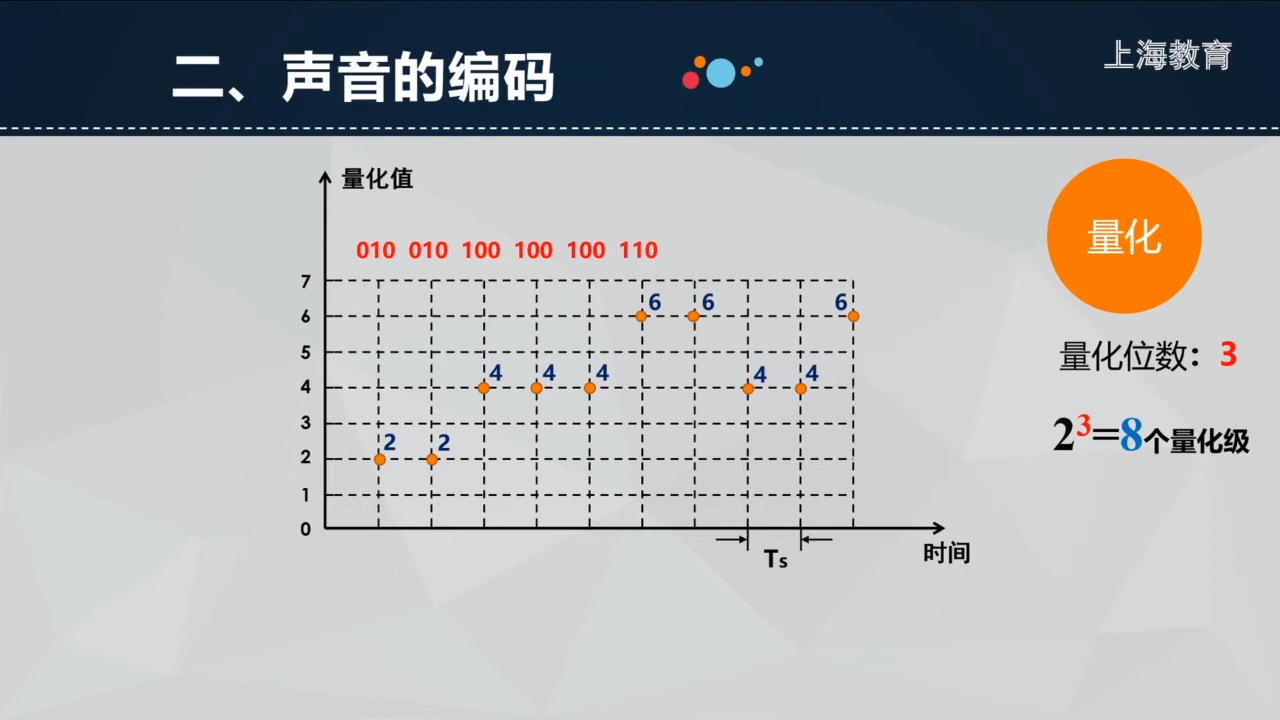 二、声音的编码
上海教育
量化值
010 010 100 100 100 110
量化
7
6
5
4
3
2
1
0
2 2 4 4 4 6 6 4 4 6
Ts
时间
量化位数：3
2³=8个量化级